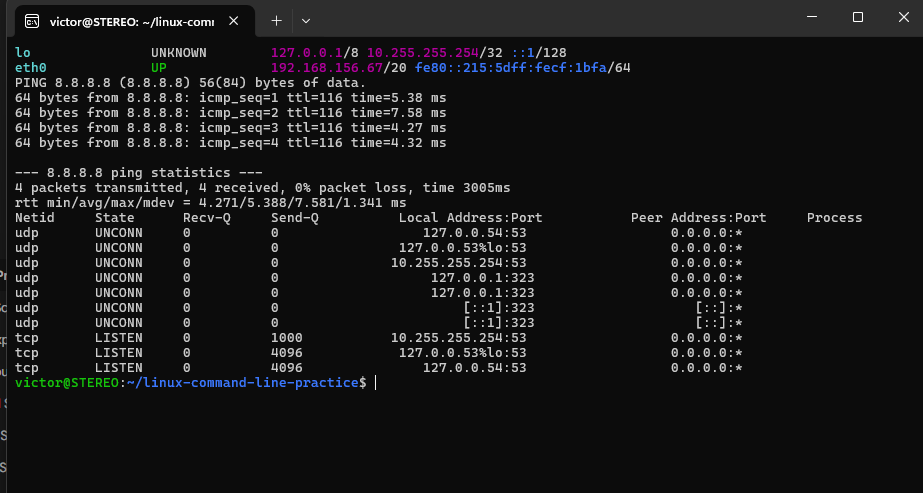 victor@STEREO: ~/linux-comm
lo UNKNOWN 127.0.0.1/8 10.255.255.254/32 ::1/128
eth0 UP 192.168.156.67/20 fe80::215:5dff:fecf:1bfa/64
PING 8.8.8.8 (8.8.8.8) 56(84) bytes of data.
64 bytes from 8.8.8.8: icmp_seq=1 ttl=116 time=5.38 ms
64 bytes from 8.8.8.8: icmp_seq=2 ttl=116 time=7.58 ms
64 bytes from 8.8.8.8: icmp_seq=3 ttl=116 time=4.27 ms
64 bytes from 8.8.8.8: icmp_seq=4 ttl=116 time=4.32 ms
--- 8.8.8.8 ping statistics ---
4 packets transmitted, 4 received, 0% packet loss, time 3005ms
rtt min/avg/max/mdev = 4.271/5.388/7.581/1.341 ms
Netid State Recv-Q Send-Q Local Address:Port Peer Address:Port Process
udp UNCONN 0 0 127.0.0.54:53 0.0.0.0:*
udp UNCONN 0 0 127.0.0.53%lo:53 0.0.0.0:*
udp UNCONN 0 0 10.255.255.254:53 0.0.0.0:*
udp UNCONN 0 0 127.0.0.1:323 0.0.0.0:*
udp UNCONN 0 0 127.0.0.1:323 0.0.0.0:*
udp UNCONN 0 0 [::1]:323 [::]:*
udp UNCONN 0 0 [::1]:323 [::]:*
tcp LISTEN 0 1000 10.255.255.254:53 0.0.0.0:*
tcp LISTEN 0 4096 127.0.0.53%lo:53 0.0.0.0:*
tcp LISTEN 0 4096 127.0.0.54:53 0.0.0.0:*
victor@STEREO:~/linux-command-line-practice$